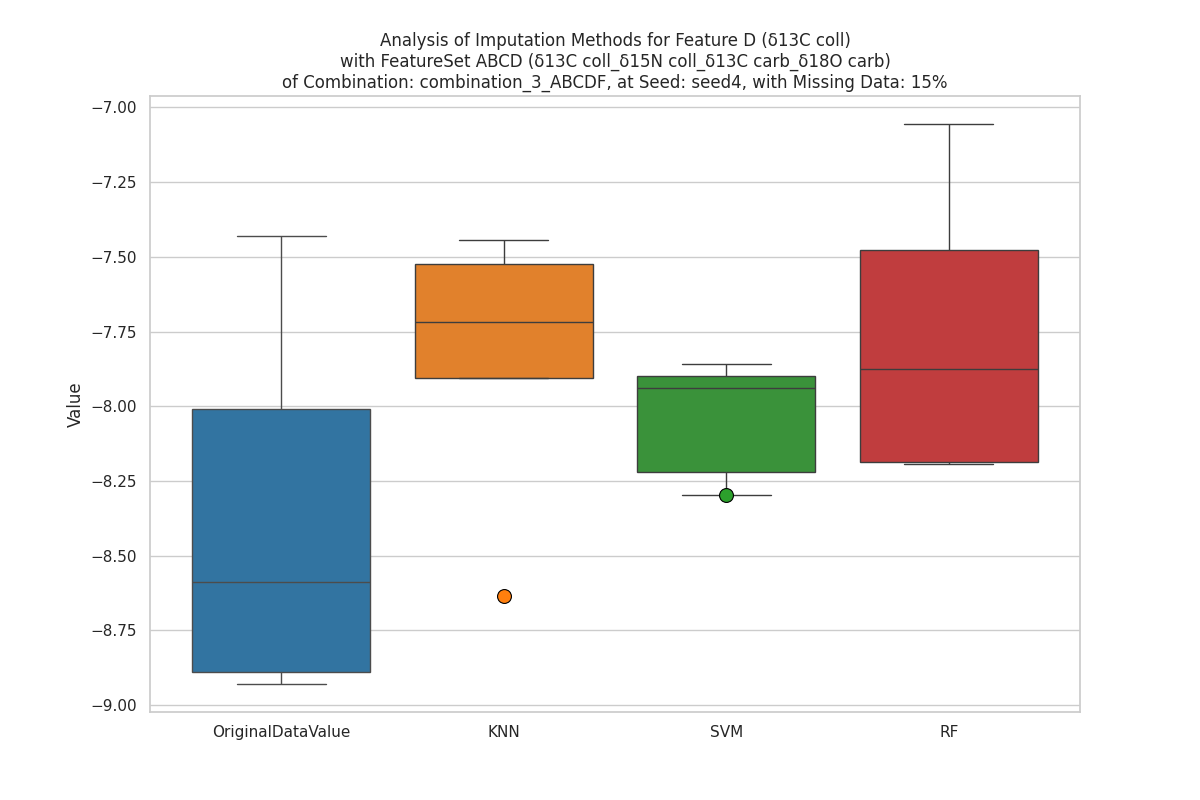 Analysis of Imputation Methods for Feature D (δ13C coll)
with FeatureSet ABCD (δ13C coll_δ15N coll_δ13C carb_δ18O carb)
of Combination: combination_3_ABCDF, at Seed: seed4, with Missing Data: 15%
−7.00
−7.25
−7.50
−7.75
−8.00
−8.25
−8.50
−8.75
−9.00
Value
OriginalDataValue
KNN
SVM
RF